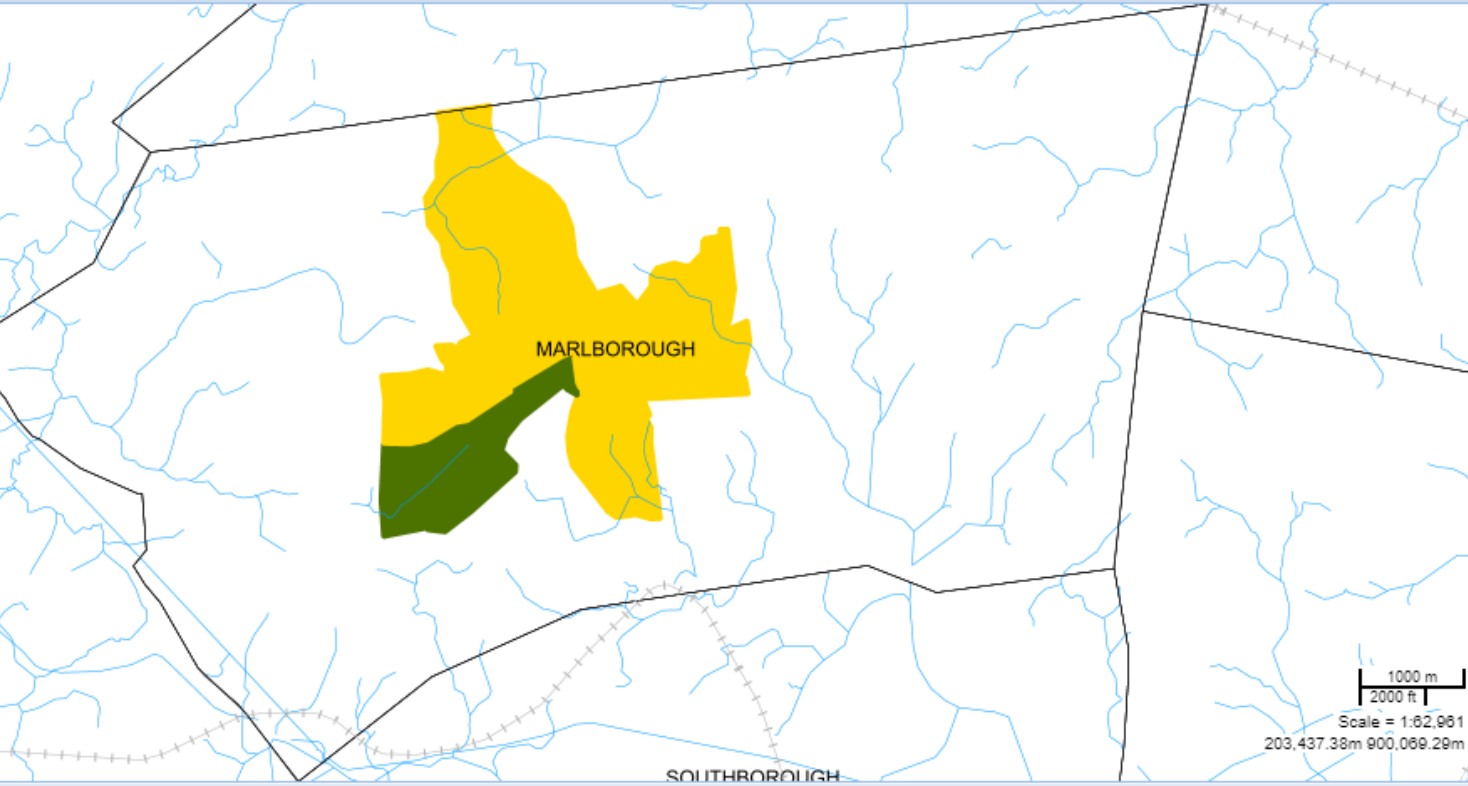 MARLBOROUGH
1000 m
2000 ft
Scale = 1:62,961
203,437.38m 900,069.29m
SOUTHBOROUGH